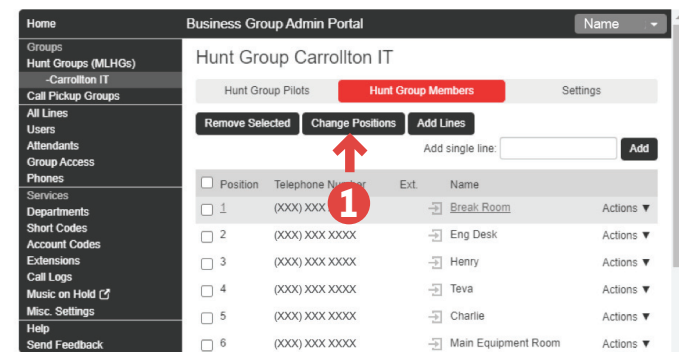 Home
Business Group Admin Portal
Name
Groups
Hunt Groups (MLHGs)
-Carrollton IT
Call Pickup Groups
All Lines
Users
Attendants
Group Access
Phones
Services
Departments
Short Codes
Account Codes
Extensions
Call Logs
Music on Hold
Misc. Settings
Help
Send Feedback
Hunt Group Carrollton IT
Hunt Group Pilots Hunt Group Members Settings
Remove Selected Change Positions Add Lines
Add single line: Add
Position Telephone Number Ext. Name
1 (XXX) XXX Break Room Actions ▼
1
2 (XXX) XXX XXXX Eng Desk Actions ▼
3 (XXX) XXX XXXX Henry Actions ▼
4 (XXX) XXX XXXX Teva Actions ▼
5 (XXX) XXX XXXX Charlie Actions ▼
6 (XXX) XXX XXXX Main Equipment Room Actions ▼